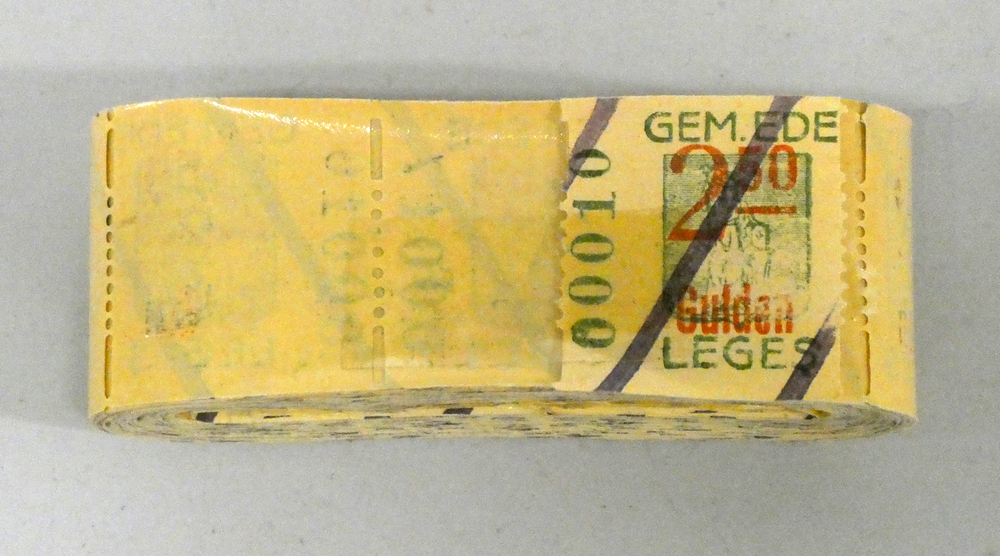 GEM. EDE
2 50
Gulden
LEGES
00010